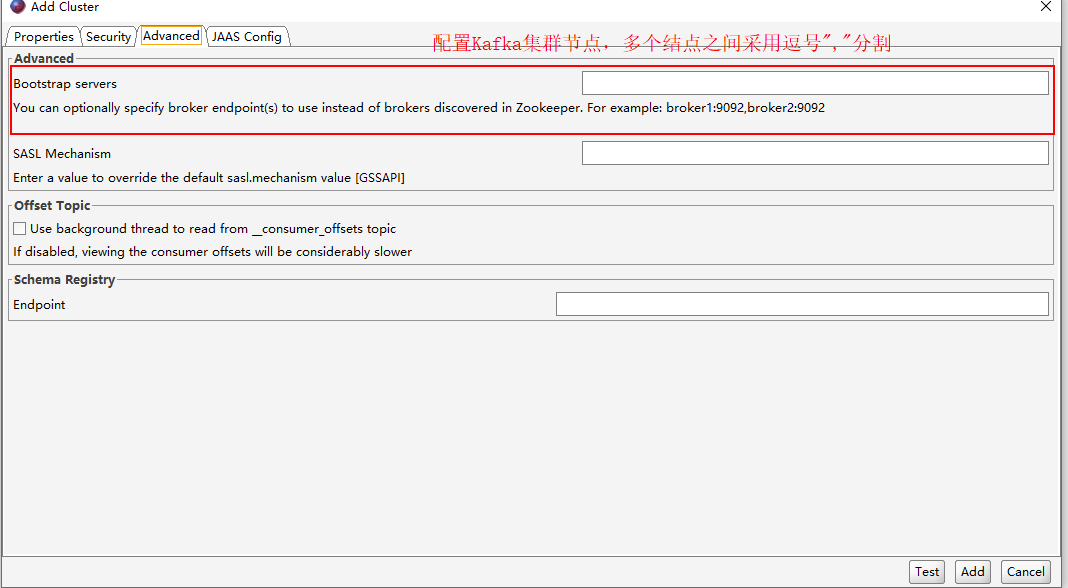 Add Cluster
Properties Security Advanced JAAS Config
配置Kafka集群节点，多个结点之间采用逗号","分割
Advanced
Bootstrap servers
You can optionally specify broker endpoint(s) to use instead of brokers discovered in Zookeeper. For example: broker1:9092,broker2:9092
SASL Mechanism
Enter a value to override the default sasl.mechanism value [GSSAPI]
Offset Topic
Use background thread to read from __consumer_offsets topic
If disabled, viewing the consumer offsets will be considerably slower
Schema Registry
Endpoint
Test Add Cancel